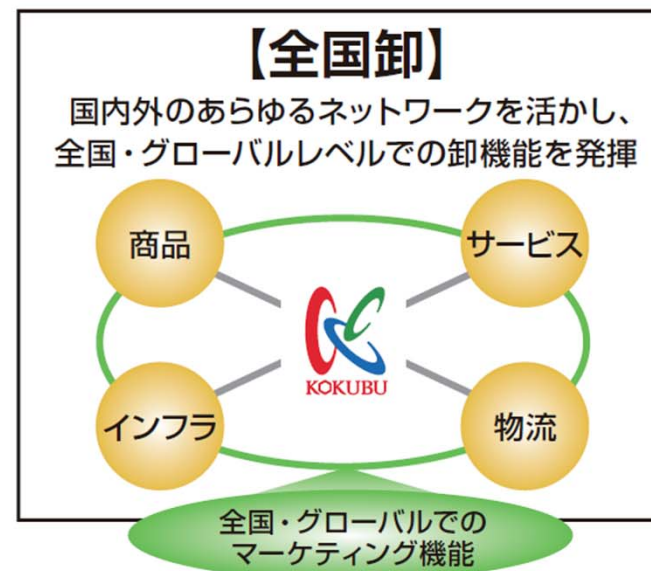 【全国卸】
国内外のあらゆるネットワークを活かし、
全国・グローバルレベルでの卸機能を発揮
商品
サービス
KOKUBU
インフラ
物流
全国・グローバルでの
マーケティング機能